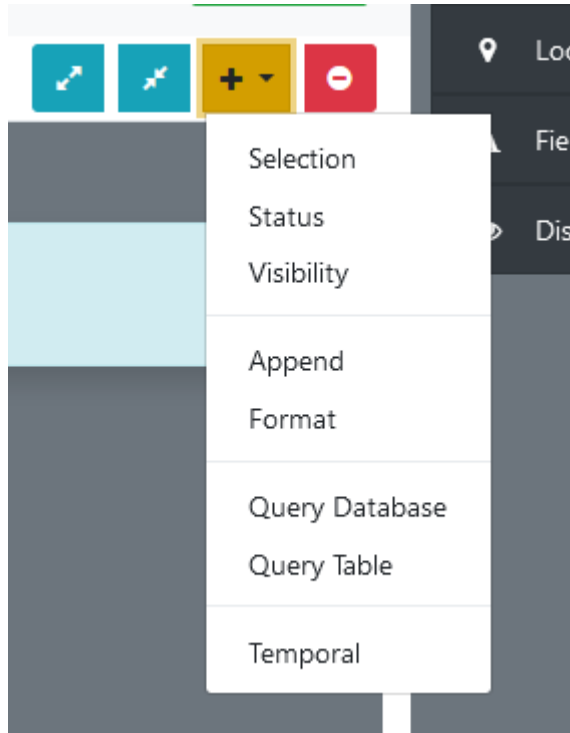 Selection
Status
Visibility
Append
Format
Query Database
Query Table
Temporal